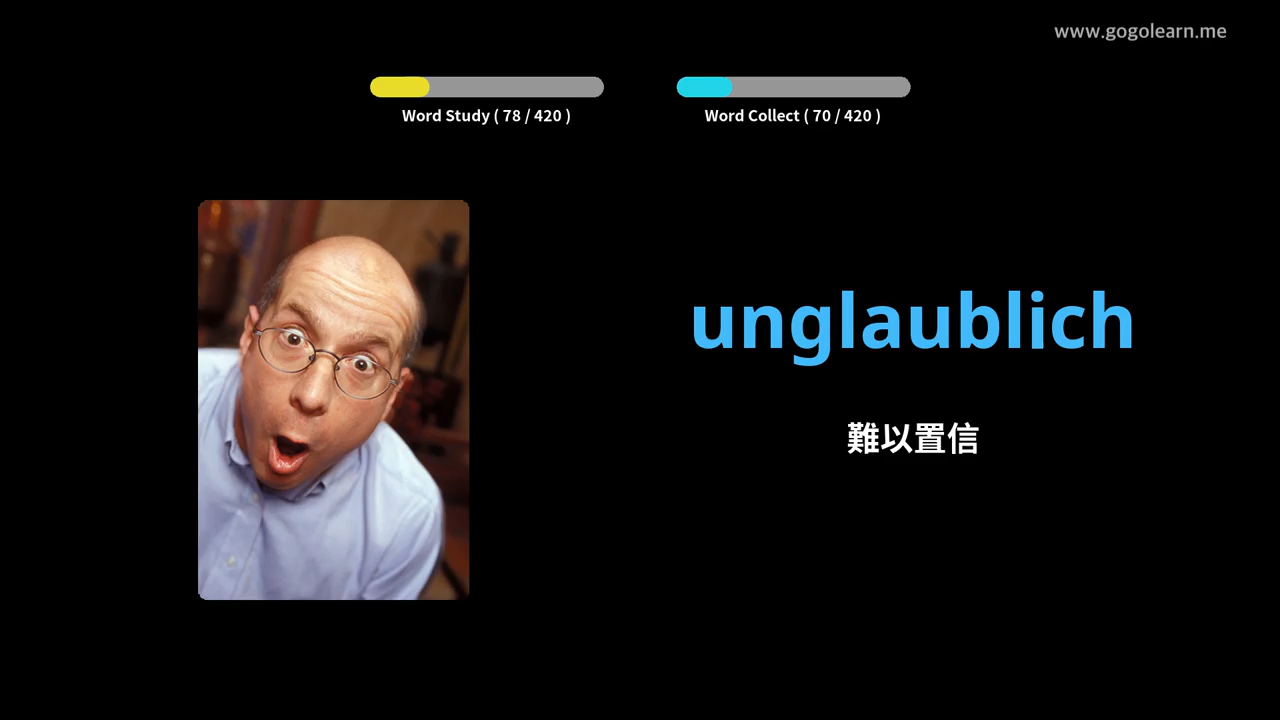 www.gogolearn.me
Word Study ( 78 / 420 )
Word Collect ( 70 / 420 )
unglaublich
難以置信